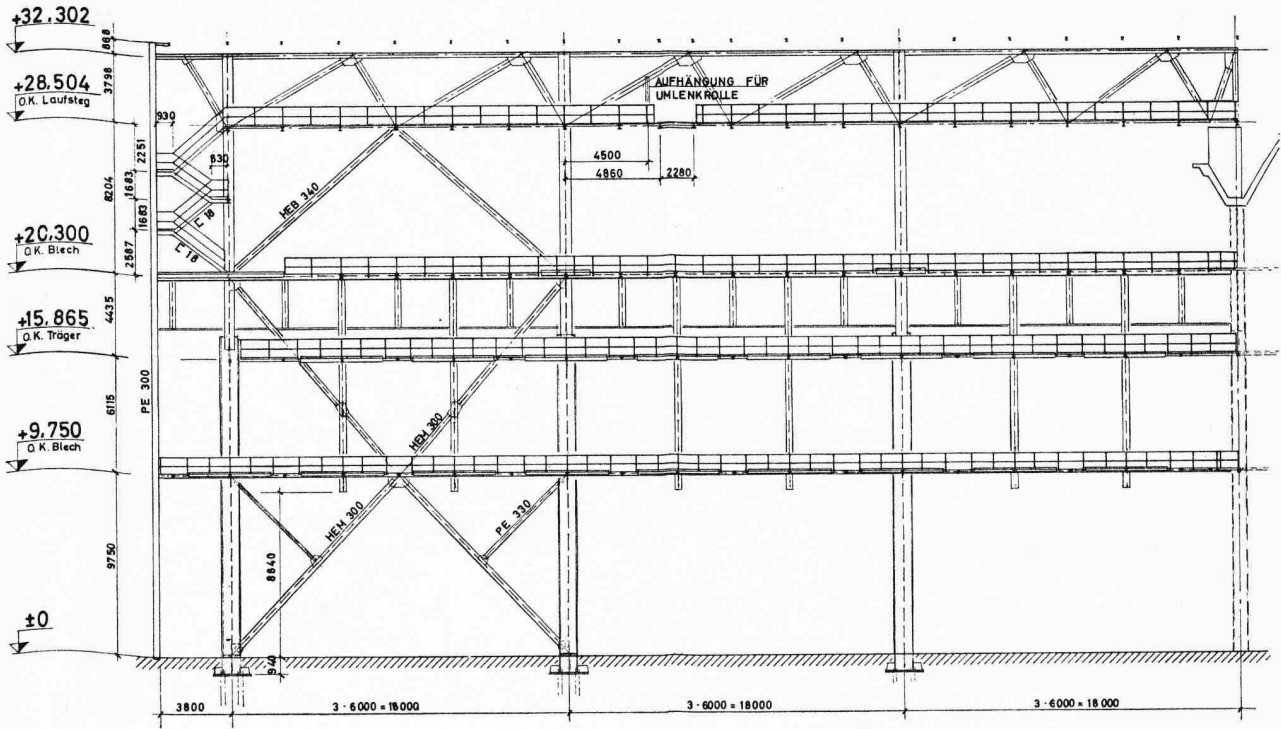 +32,302
868
3798
+28,504
O.K. Laufsteg
AUFHÄNGUNG FÜR
UMLENKROLLE
930
2251
830
4500
4860
2280
8204
1683
HEB 340
1683
[ 18
+20,300
O.K. Blech
2587
[ 18
4435
+15,865
O.K. Träger
PE 300
6115
HEM 300
+9,750
O.K. Blech
HEM 300
PE 330
9750
8840
±0
940
3800
3·6000=18000
3·6000=18000
3·6000=18000